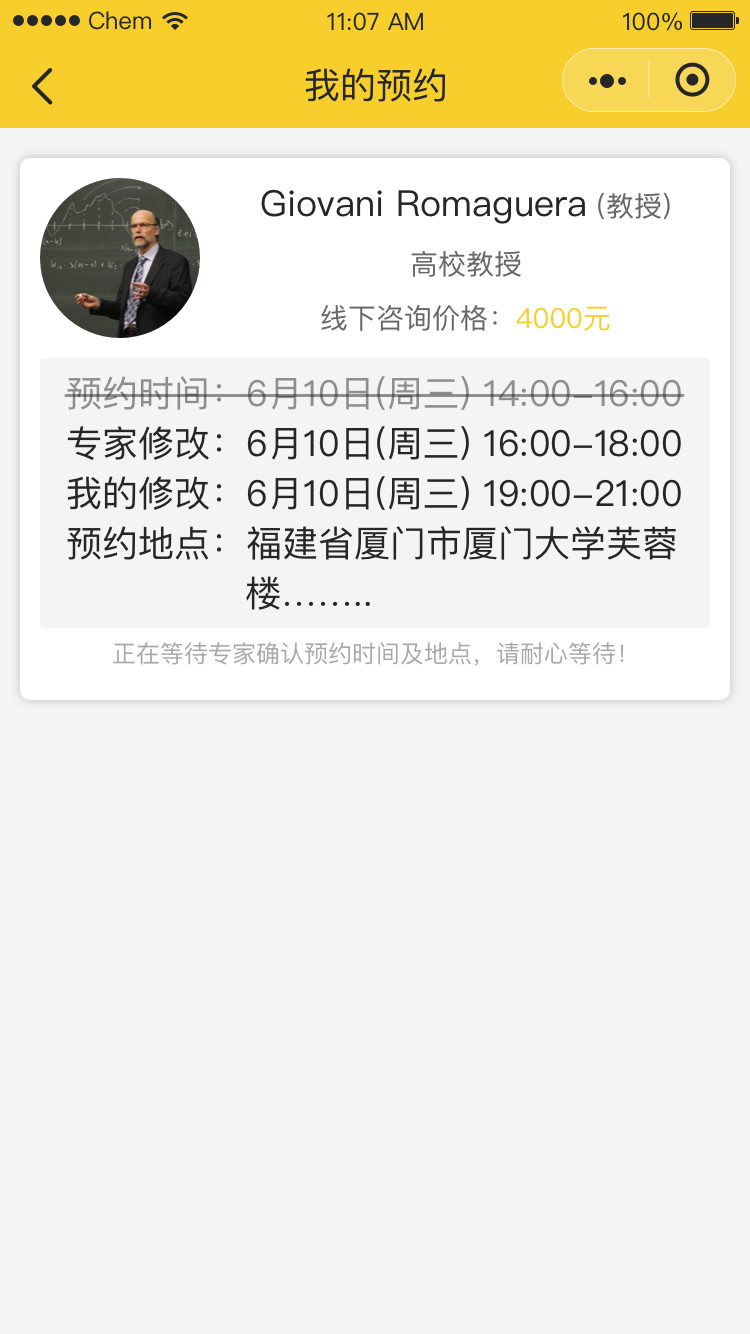 Chem 11:07 AM 100%
我的预约
Giovani Romaguera (教授)
高校教授
线下咨询价格：4000元
预约时间：6月10日(周三) 14:00–16:00
专家修改：6月10日(周三) 16:00–18:00
我的修改：6月10日(周三) 19:00–21:00
预约地点：福建省厦门市厦门大学芙蓉
楼........
正在等待专家确认预约时间及地点，请耐心等待！